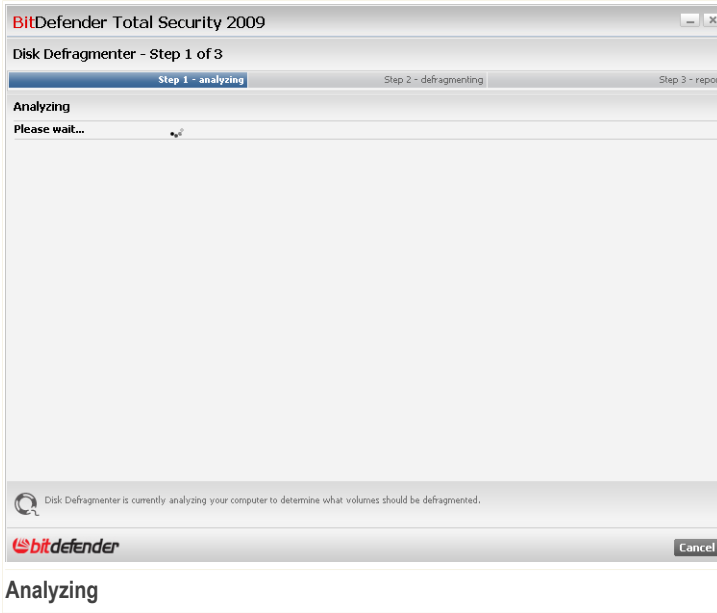 BitDefender Total Security 2009
Disk Defragmenter - Step 1 of 3
Step 1 - analyzing
Step 2 - defragmenting
Step 3 - repor
Analyzing
Please wait...
Disk Defragmenter is currently analyzing your computer to determine what volumes should be defragmented.
bitdefender
Cancel
Analyzing